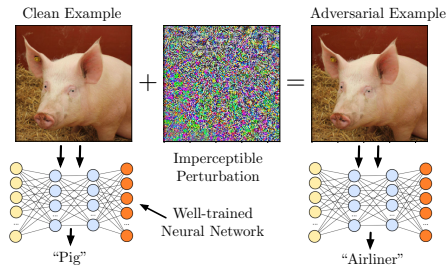 Clean Example
Adversarial Example
+
=
Imperceptible
Perturbation
Well-trained
Neural Network
“Pig”
“Airliner”